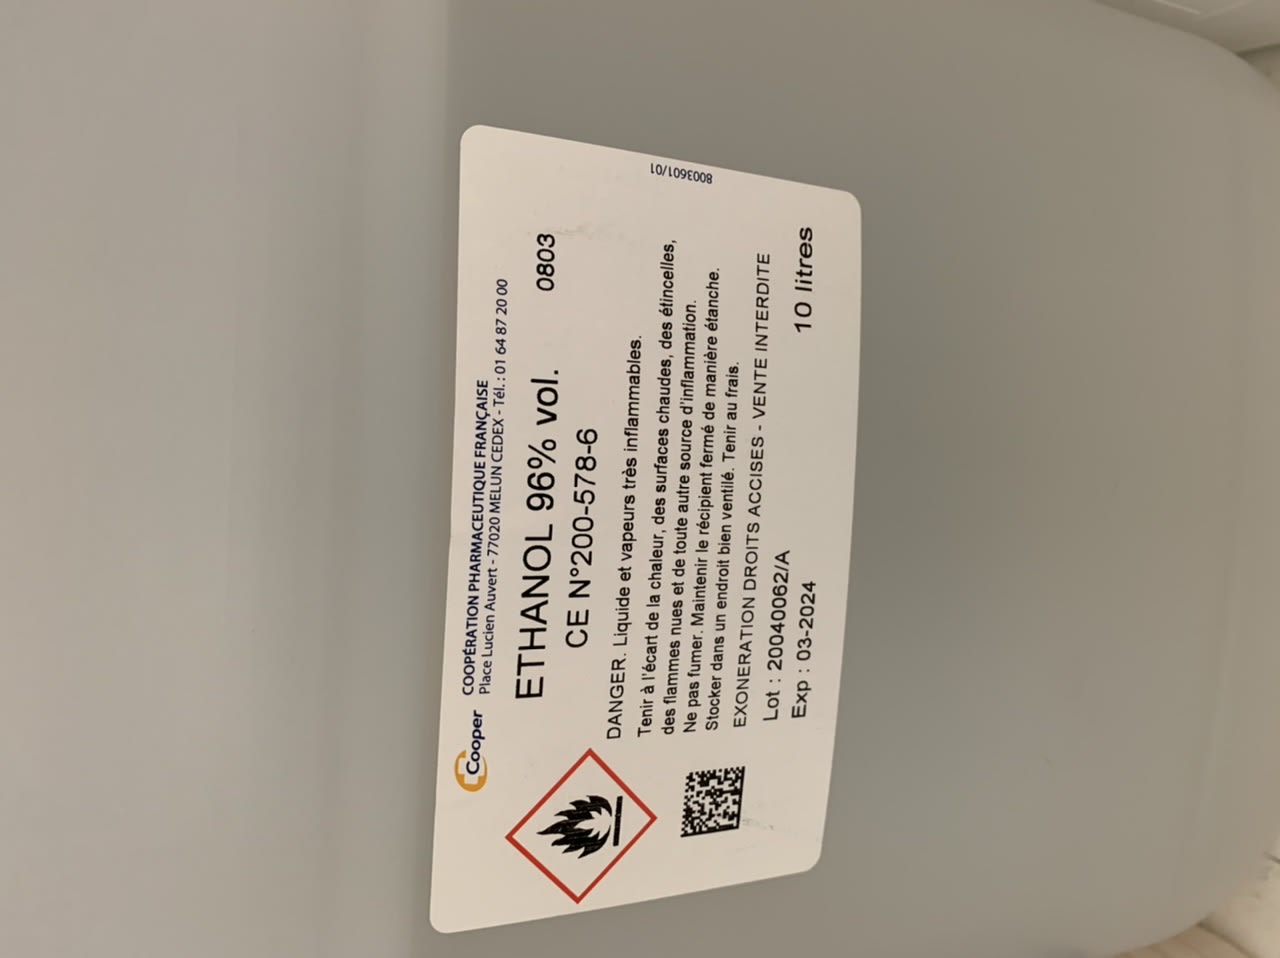 Cooper
COOPÉRATION PHARMACEUTIQUE FRANÇAISE
Place Lucien Auvert - 77020 MELUN CEDEX - Tél. : 01 64 87 20 00
ETHANOL 96% vol. 0803
CE N°200-578-6
DANGER. Liquide et vapeurs très inflammables.
Tenir à l'écart de la chaleur, des surfaces chaudes, des étincelles,
des flammes nues et de toute autre source d'inflammation.
Ne pas fumer. Maintenir le récipient fermé de manière étanche.
Stocker dans un endroit bien ventilé. Tenir au frais.
EXONERATION DROITS ACCISES - VENTE INTERDITE
Lot : 20040062/A
Exp : 03-2024 10 litres
8003601/01